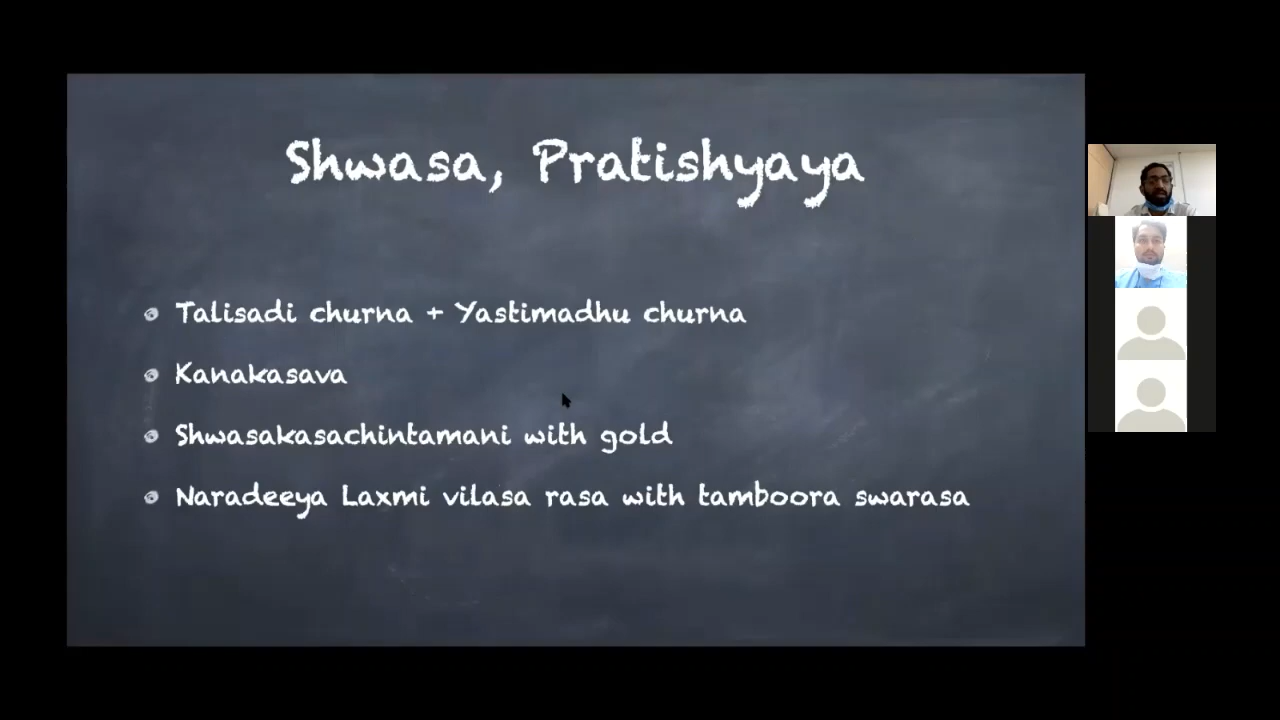 Shwasa, Pratishyaya
Talisadi churna + Yastimadhu churna
Kanakasava
Shwasakasachintamani with gold
Naradeeya Laxmi vilasa rasa with tamboora swarasa